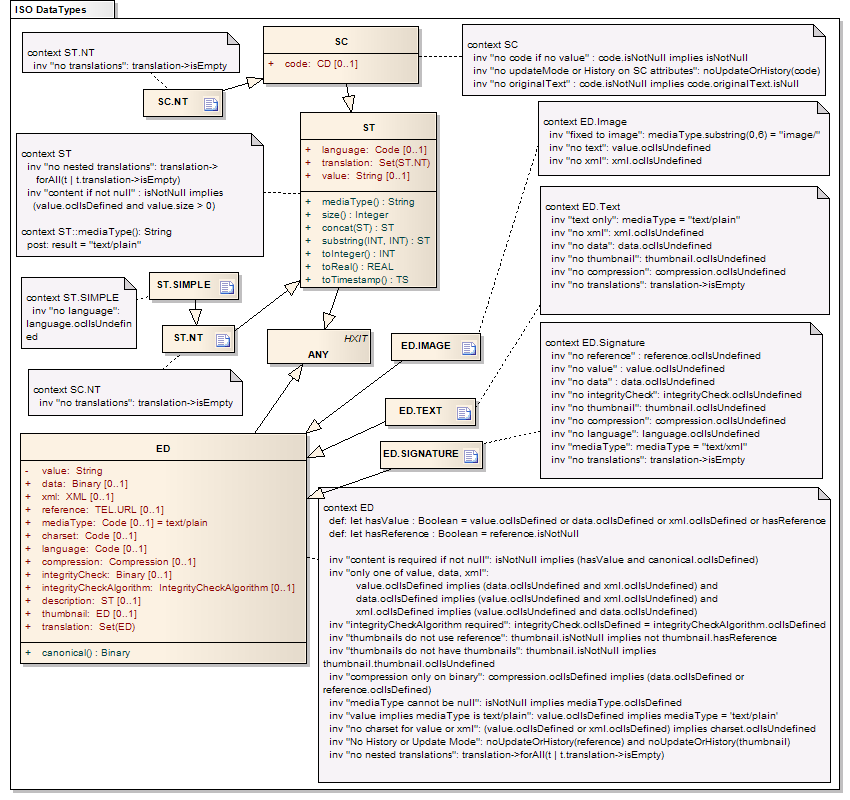 ISO DataTypes
context ST.NT
inv "no translations": translation->isEmpty
SC
+ code: CD [0..1]
context SC
inv "no code if no value" : code.isNotNull implies isNotNull
inv "no updateMode or History on SC attributes": noUpdateOrHistory(code)
inv "no originalText" : code.isNotNull implies code.originalText.isNull
SC.NT
ST
+ language: Code [0..1]
+ translation: Set(ST.NT)
+ value: String [0..1]
+ mediaType() : String
+ size() : Integer
+ concat(ST) : ST
+ substring(INT, INT) : ST
+ toInteger() : INT
+ toReal() : REAL
+ toTimestamp() : TS
context ED.Image
inv "fixed to image": mediaType.substring(0,6) = "image/"
inv "no text": value.oclIsUndefined
inv "no xml": xml.oclIsUndefined
context ST
inv "no nested translations": translation->
forAll(t | t.translation->isEmpty)
inv "content if not null" : isNotNull implies
(value.oclIsDefined and value.size > 0)
context ST::mediaType(): String
post: result = "text/plain"
context ED.Text
inv "text only": mediaType = "text/plain"
inv "no xml": xml.oclIsUndefined
inv "no data": data.oclIsUndefined
inv "no thumbnail": thumbnail.oclIsUndefined
inv "no compression": compression.oclIsUndefined
inv "no translations": translation->isEmpty
ST.SIMPLE
context ST.SIMPLE
inv "no language":
language.oclIsUndefin
ed
ST.NT
HXIT
ANY
ED.IMAGE
context ED.Signature
inv "no reference" : reference.oclIsUndefined
inv "no value" : value.oclIsUndefined
inv "no data" : data.oclIsUndefined
inv "no integrityCheck": integrityCheck.oclIsUndefined
inv "no thumbnail": thumbnail.oclIsUndefined
inv "no compression": compression.oclIsUndefined
inv "no language": language.oclIsUndefined
inv "mediaType": mediaType = "text/xml"
inv "no translations": translation->isEmpty
context SC.NT
inv "no translations": translation->isEmpty
ED.TEXT
ED.SIGNATURE
ED
- value: String
+ data: Binary [0..1]
+ xml: XML [0..1]
+ reference: TEL.URL [0..1]
+ mediaType: Code [0..1] = text/plain
+ charset: Code [0..1]
+ language: Code [0..1]
+ compression: Compression [0..1]
+ integrityCheck: Binary [0..1]
+ integrityCheckAlgorithm: IntegrityCheckAlgorithm [0..1]
+ description: ST [0..1]
+ thumbnail: ED [0..1]
+ translation: Set(ED)
+ canonical() : Binary
context ED
def: let hasValue : Boolean = value.oclIsDefined or data.oclIsDefined or xml.oclIsDefined or hasReference
def: let hasReference : Boolean = reference.isNotNull
inv "content is required if not null": isNotNull implies (hasValue and canonical.oclIsDefined)
inv "only one of value, data, xml":
value.oclIsDefined implies (data.oclIsUndefined and xml.oclIsUndefined) and
data.oclIsDefined implies (value.oclIsUndefined and xml.oclIsUndefined) and
xml.oclIsDefined implies (value.oclIsUndefined and data.oclIsUndefined)
inv "integrityCheckAlgorithm required": integrityCheck.oclIsDefined = integrityCheckAlgorithm.oclIsDefined
inv "thumbnails do not use reference": thumbnail.isNotNull implies not thumbnail.hasReference
inv "thumbnails do not have thumbnails": thumbnail.isNotNull implies
thumbnail.thumbnail.oclIsUndefined
inv "compression only on binary": compression.oclIsDefined implies (data.oclIsDefined or
reference.oclIsDefined)
inv "mediaType cannot be null": isNotNull implies mediaType.oclIsDefined
inv "value implies mediaType is text/plain": value.oclIsDefined implies mediaType = 'text/plain'
inv "no charset for value or xml": (value.oclIsDefined or xml.oclIsDefined) implies charset.oclIsUndefined
inv "No History or Update Mode": noUpdateOrHistory(reference) and noUpdateOrHistory(thumbnail)
inv "no nested translations": translation->forAll(t | t.translation->isEmpty)